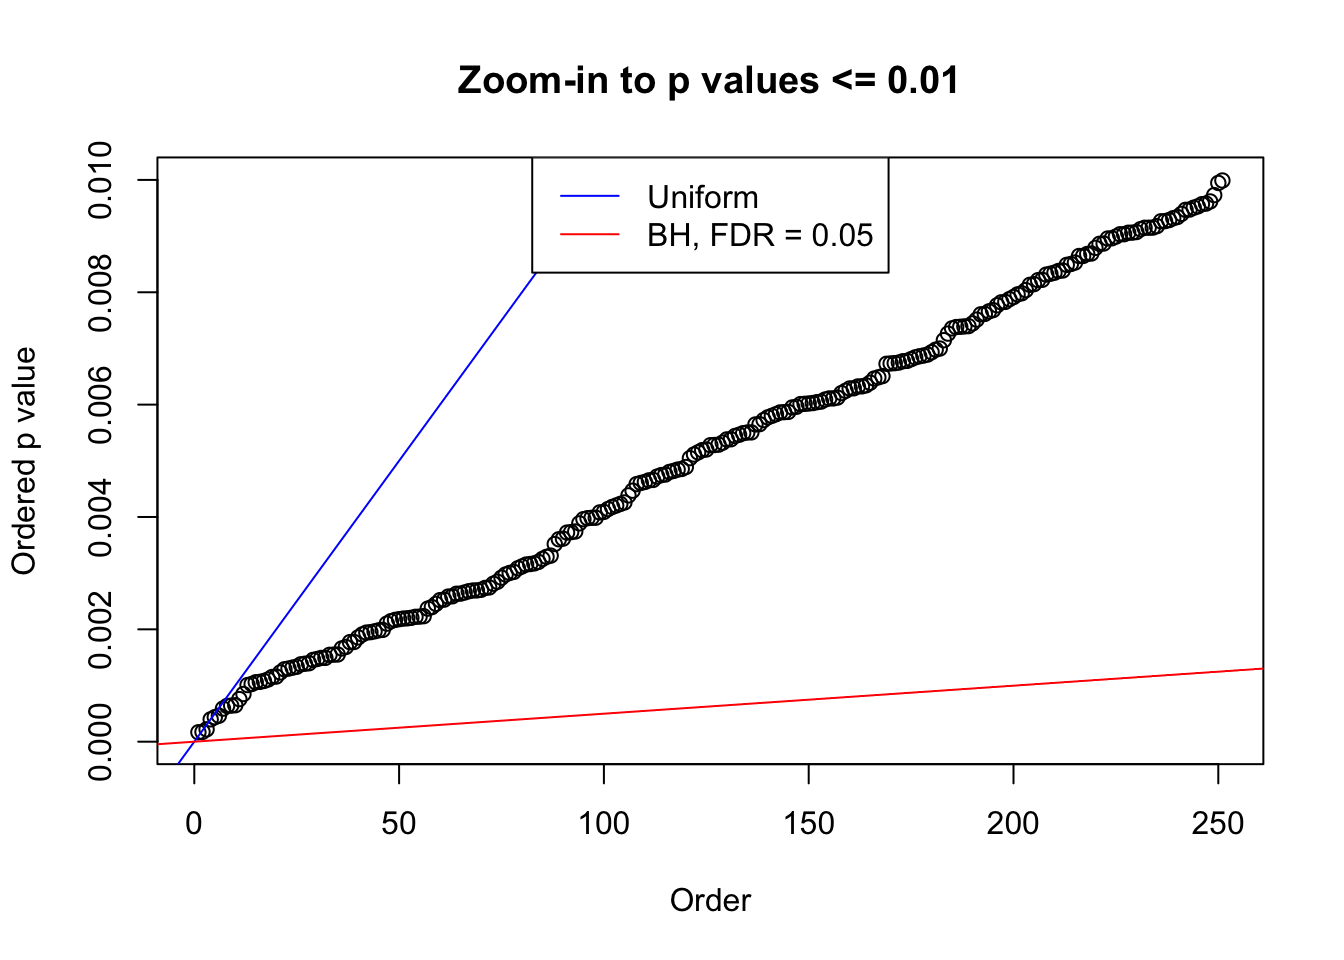 Zoom-in to p values <= 0.01
Uniform
BH, FDR = 0.05
Ordered p value
0.010
0.008
0.006
0.004
0.002
0.000
0 50 100 150 200 250
Order